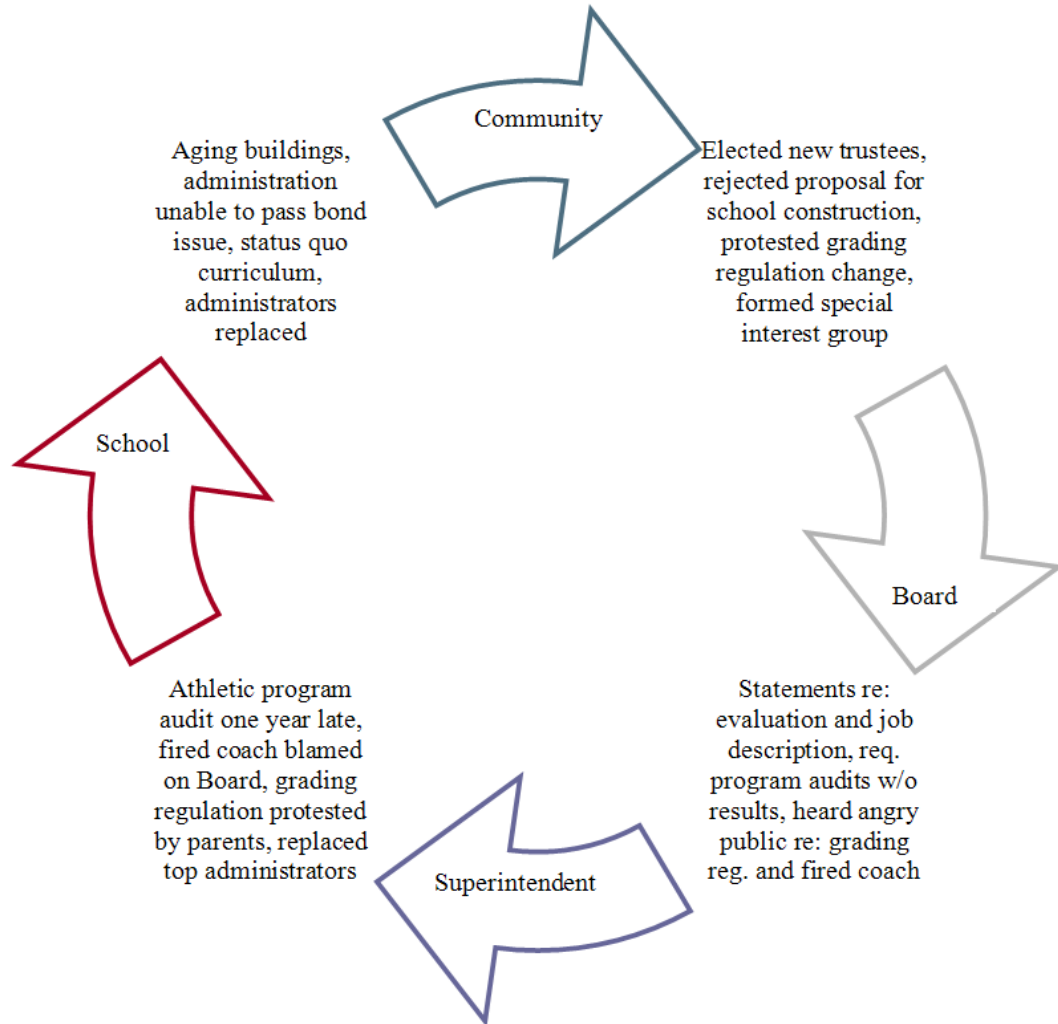 Community
Elected new trustees,
rejected proposal for
school construction,
protested grading
regulation change,
formed special
interest group
Board
Statements re:
evaluation and job
description, req.
program audits w/o
results, heard angry
public re: grading
reg. and fired coach
Superintendent
Athletic program
audit one year late,
fired coach blamed
on Board, grading
regulation protested
by parents, replaced
top administrators
School
Aging buildings,
administration
unable to pass bond
issue, status quo
curriculum,
administrators
replaced